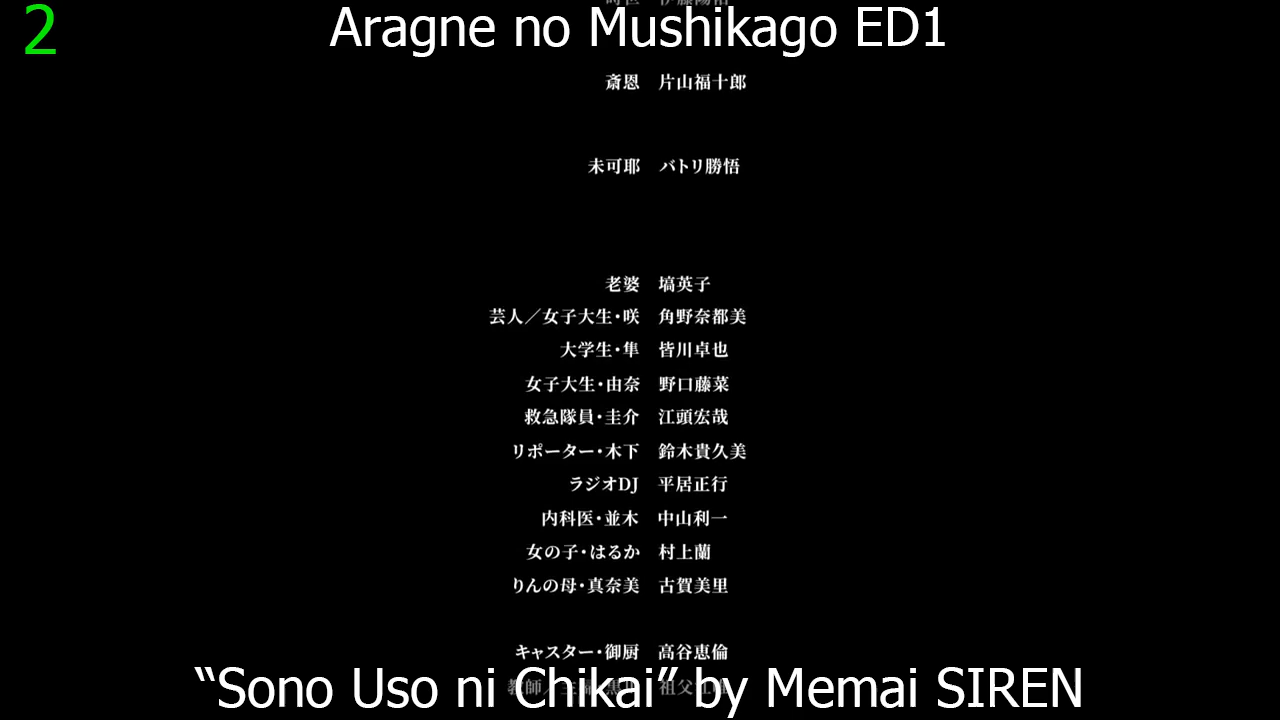 2
Aragne no Mushikago ED1
斎恩 片山福十郎
未可耶 バトリ勝悟
老婆 塙英子
芸人／女子大生・咲 角野奈都美
大学生・隼 皆川卓也
女子大生・由奈 野口藤菜
救急隊員・圭介 江頭宏哉
リポーター・木下 鈴木貴久美
ラジオDJ 平居正行
内科医・並木 中山利一
女の子・はるか 村上蘭
りんの母・真奈美 古賀美里
キャスター・御厨 高谷恵倫
“Sono Uso ni Chikai” by Memai SIREN